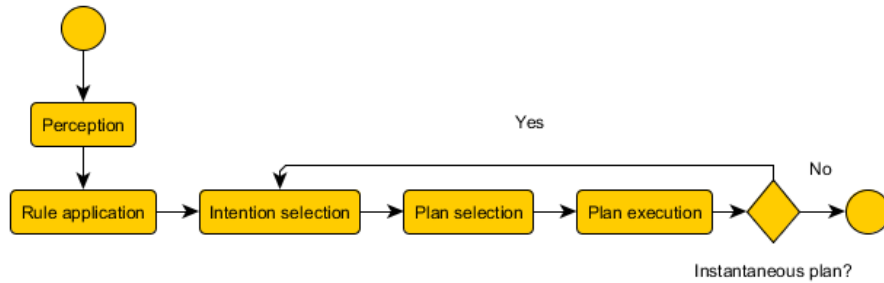 Perception
Yes
No
Rule application
Intention selection
Plan selection
Plan execution
Instantaneous plan?